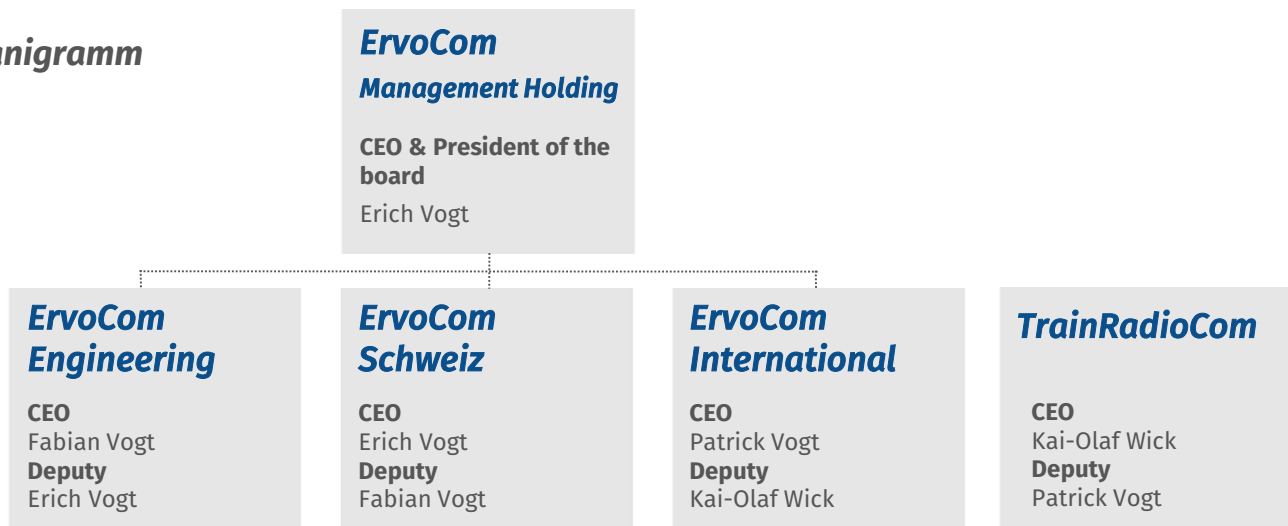 anigramm
ErvoCom
Management Holding
CEO & President of the
board
Erich Vogt
ErvoCom
Engineering
CEO
Fabian Vogt
Deputy
Erich Vogt
ErvoCom
Schweiz
CEO
Erich Vogt
Deputy
Fabian Vogt
ErvoCom
International
CEO
Patrick Vogt
Deputy
Kai-Olaf Wick
TrainRadioCom
CEO
Kai-Olaf Wick
Deputy
Patrick Vogt